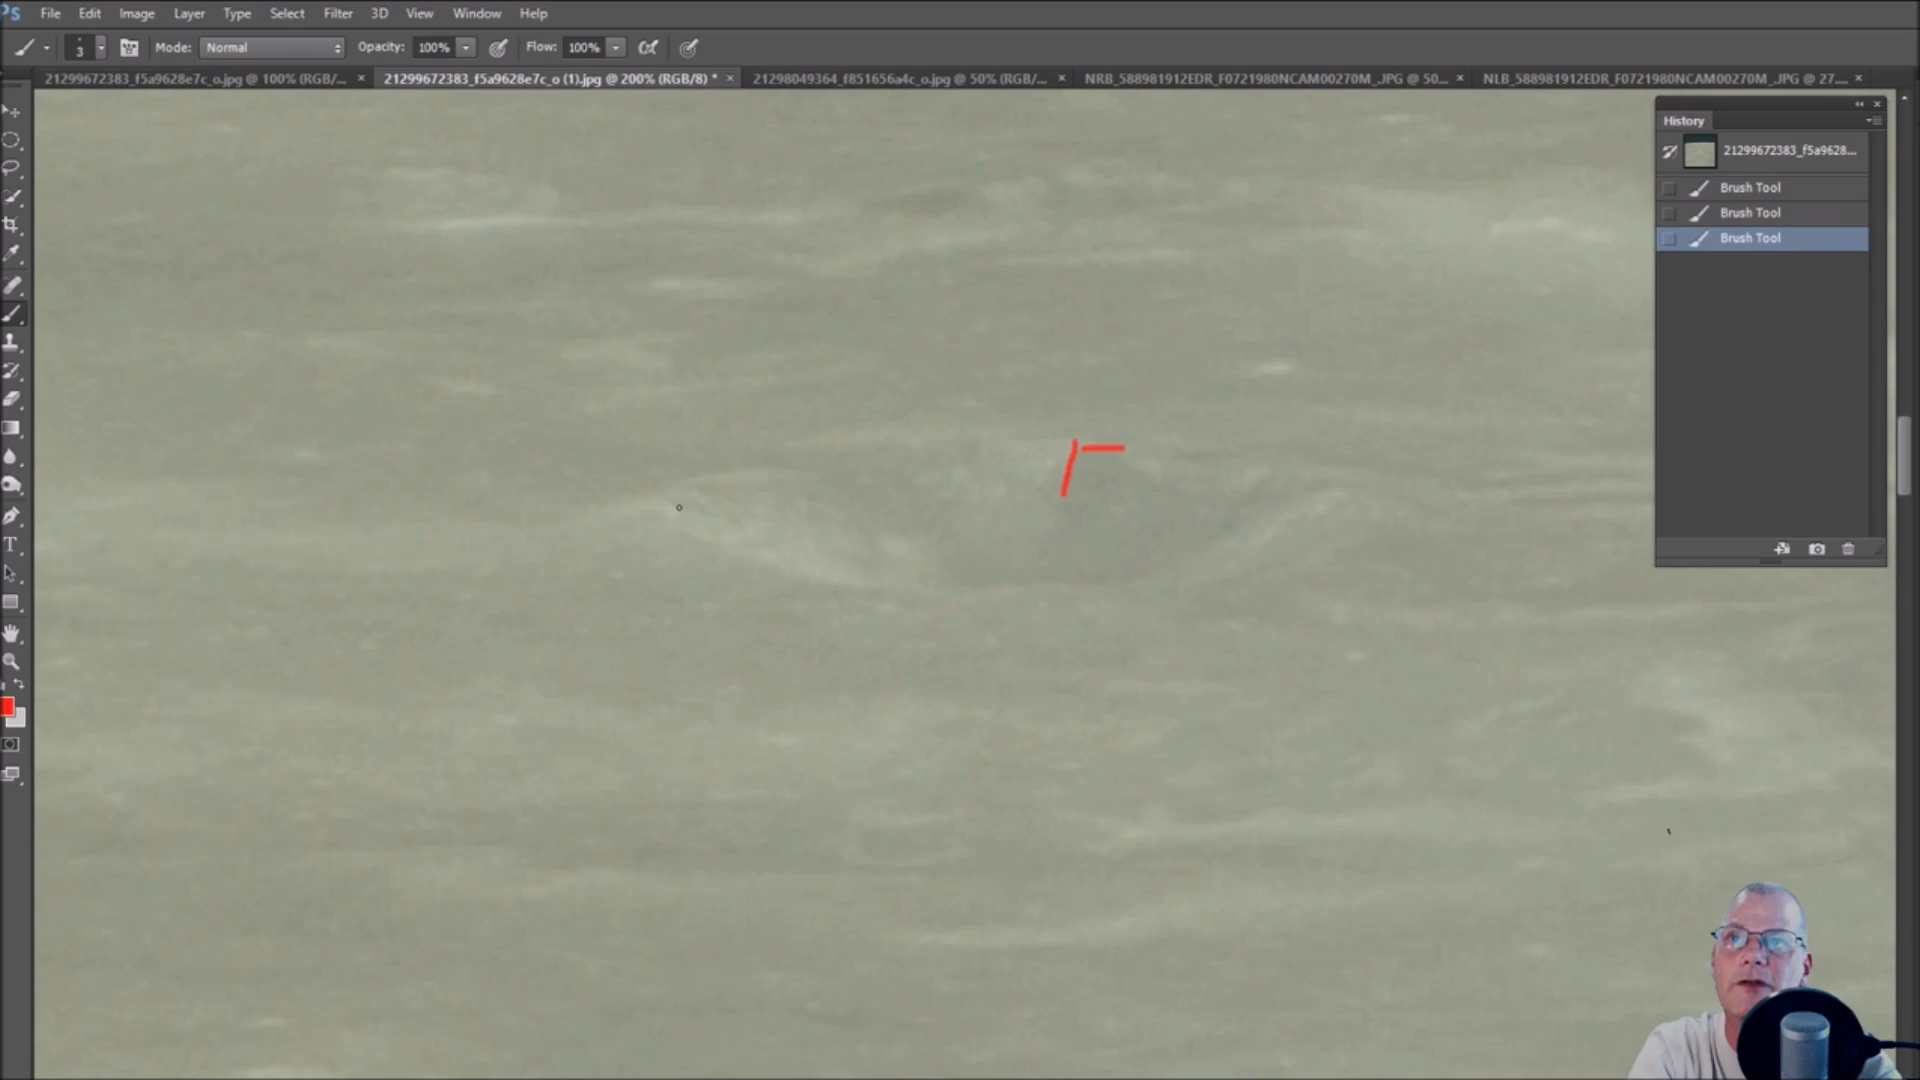 Ps File Edit Image Layer Type Select Filter 3D View Window Help
3 Mode: Normal Opacity: 100% Flow: 100%
21299672383_f5a9628e7c_o.jpg @ 100% (RGB/... × 21299672383_f5a9628e7c_o (1).jpg @ 200% (RGB/8) * × 21298049364_f851656a4c_o.jpg @ 50% (RGB/... × NRB_588981912EDR_F0721980NCAM00270M_.JPG @ 50... × NLB_588981912EDR_F0721980NCAM00270M_.JPG @ 27.... ×
History
21299672383_f5a9628...
Brush Tool
Brush Tool
Brush Tool
T